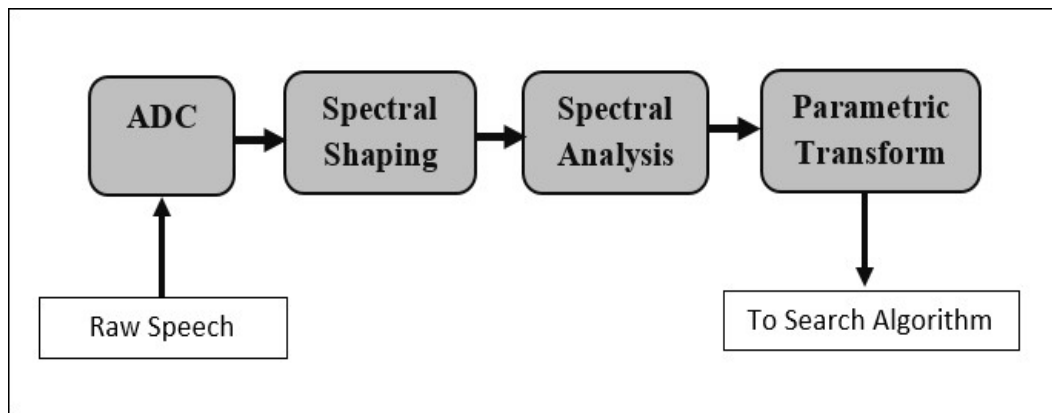 ADC
Spectral
Shaping
Spectral
Analysis
Parametric
Transform
Raw Speech
To Search Algorithm